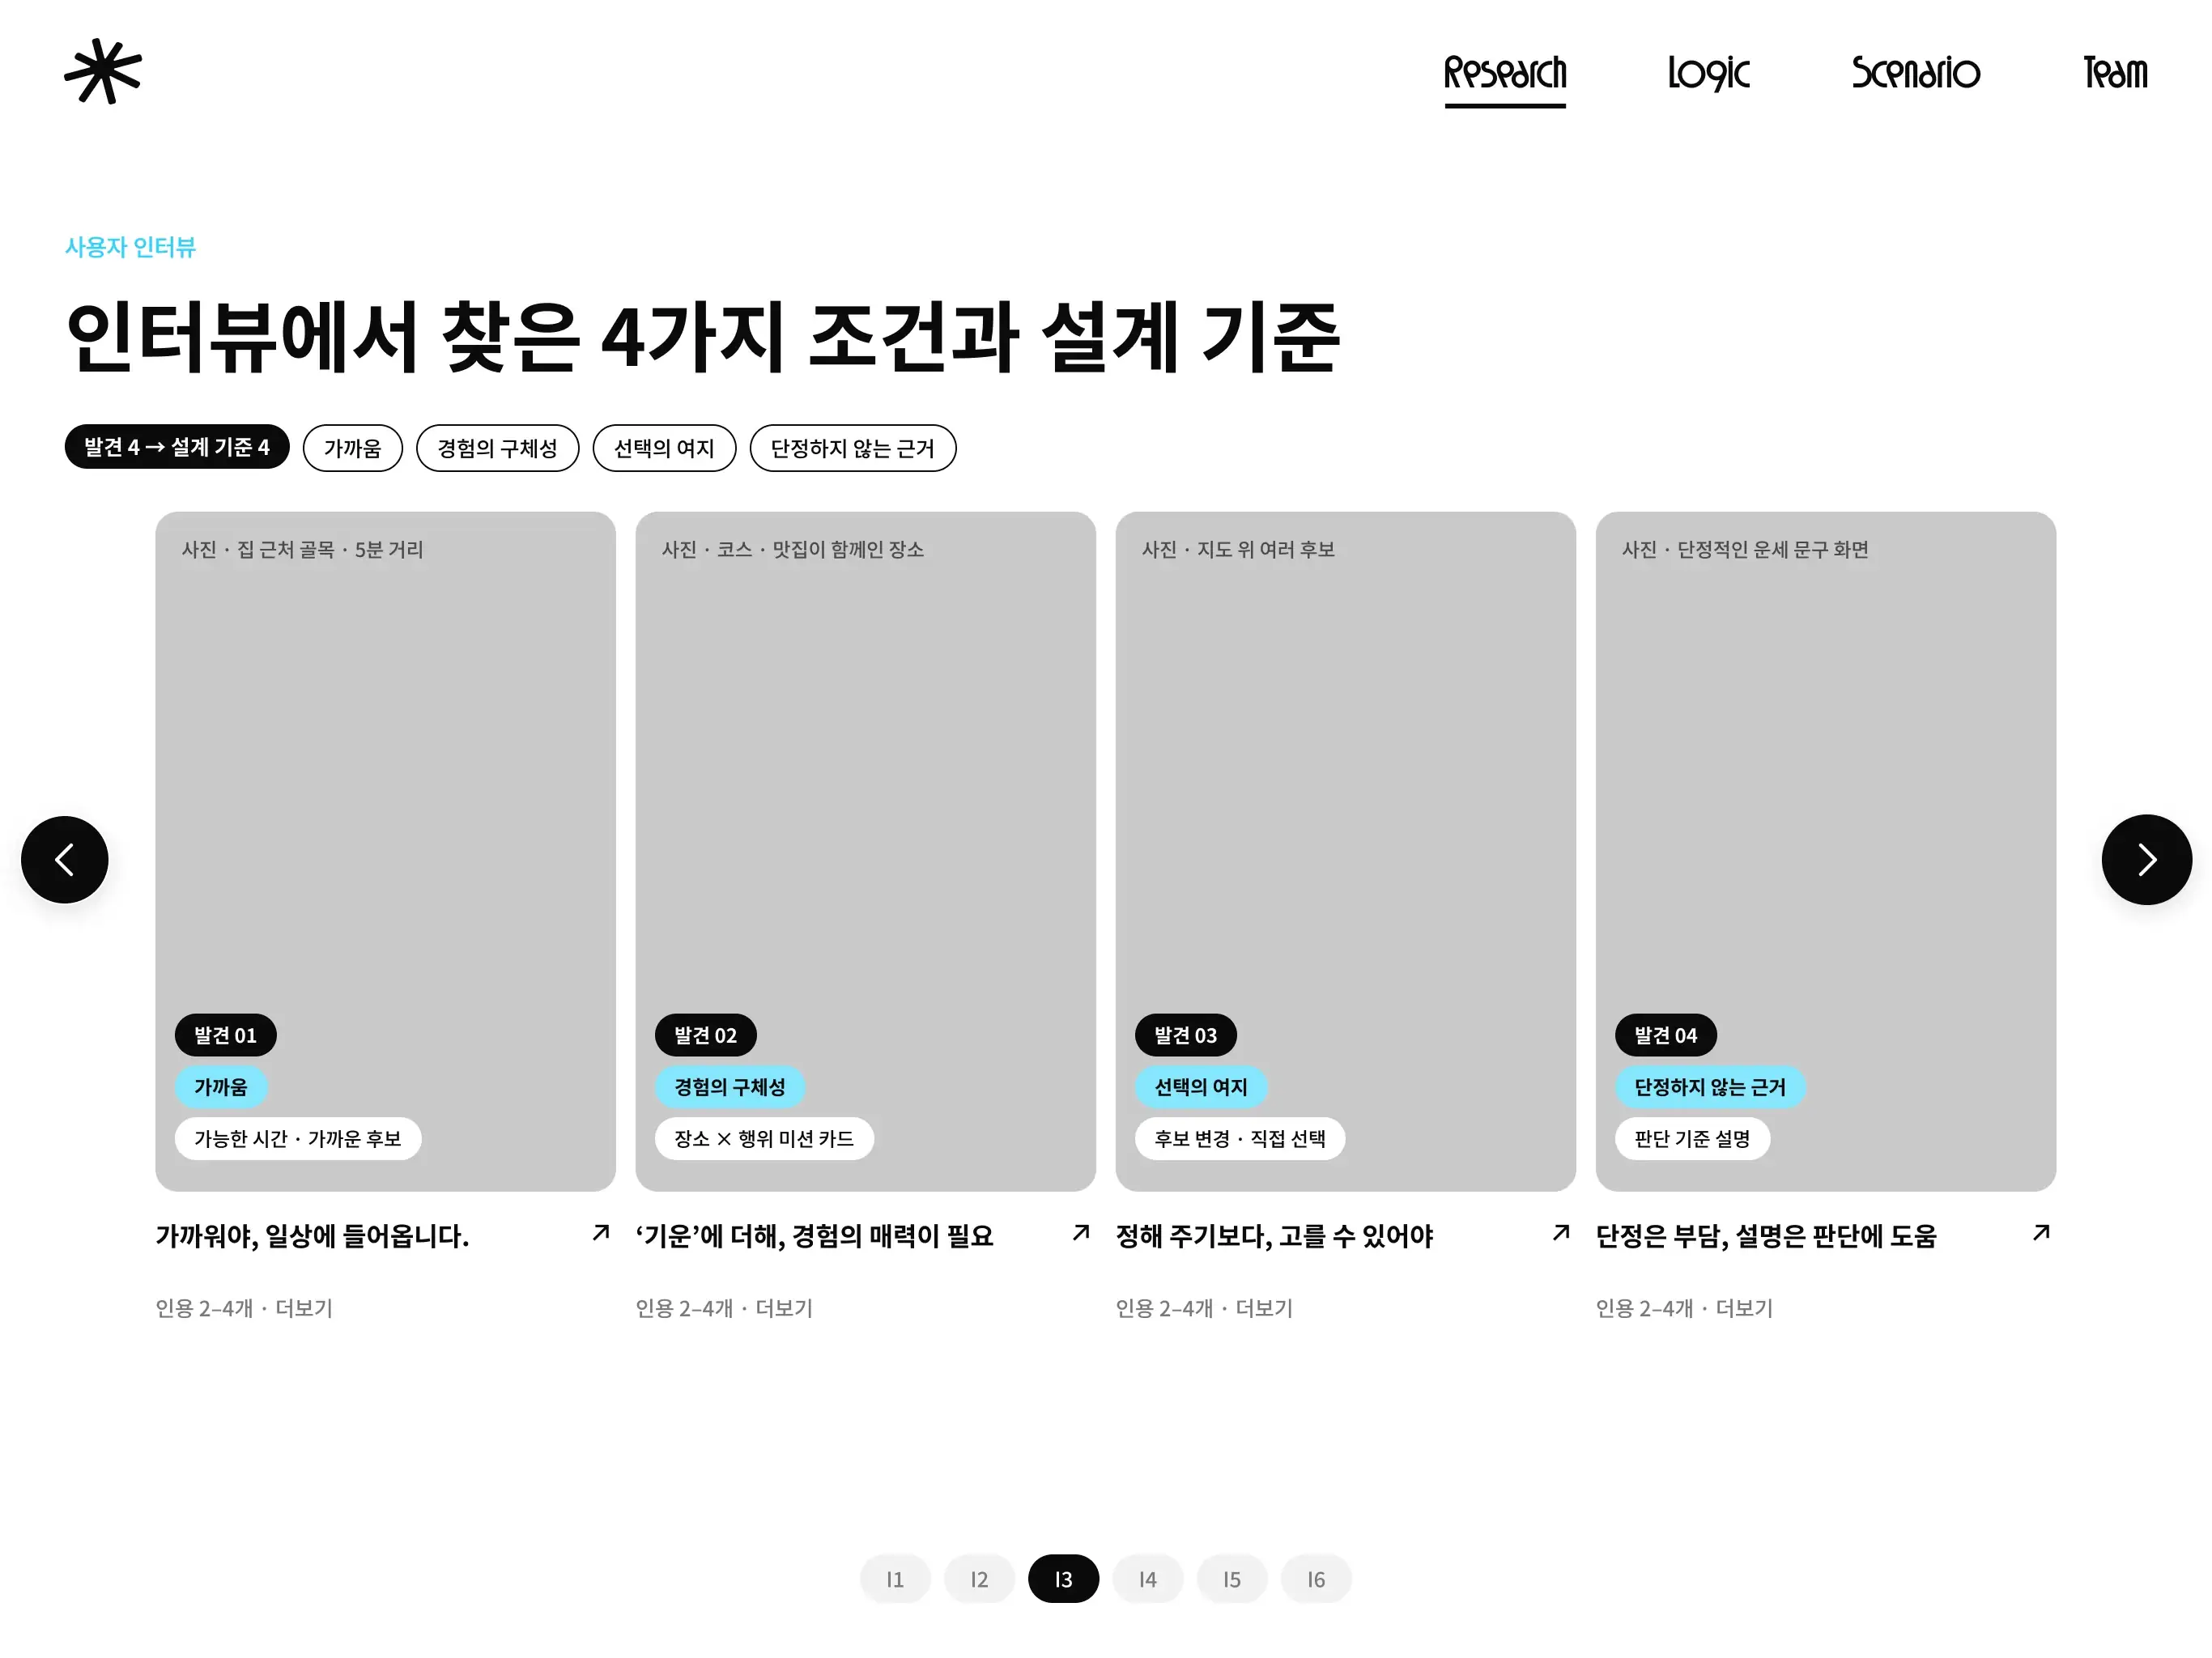 Research Logic Scenario Team
사용자 인터뷰
인터뷰에서 찾은 4가지 조건과 설계 기준
발견 4 → 설계 기준 4 가까움 경험의 구체성 선택의 여지 단정하지 않는 근거
사진 · 집 근처 골목 · 5분 거리
발견 01
가까움
가능한 시간 · 가까운 후보
가까워야, 일상에 들어옵니다.
인용 2–4개 · 더보기
사진 · 코스 · 맛집이 함께인 장소
발견 02
경험의 구체성
장소 × 행위 미션 카드
‘기운’에 더해, 경험의 매력이 필요
인용 2–4개 · 더보기
사진 · 지도 위 여러 후보
발견 03
선택의 여지
후보 변경 · 직접 선택
정해 주기보다, 고를 수 있어야
인용 2–4개 · 더보기
사진 · 단정적인 운세 문구 화면
발견 04
단정하지 않는 근거
판단 기준 설명
단정은 부담, 설명은 판단에 도움
인용 2–4개 · 더보기
I1 I2 I3 I4 I5 I6